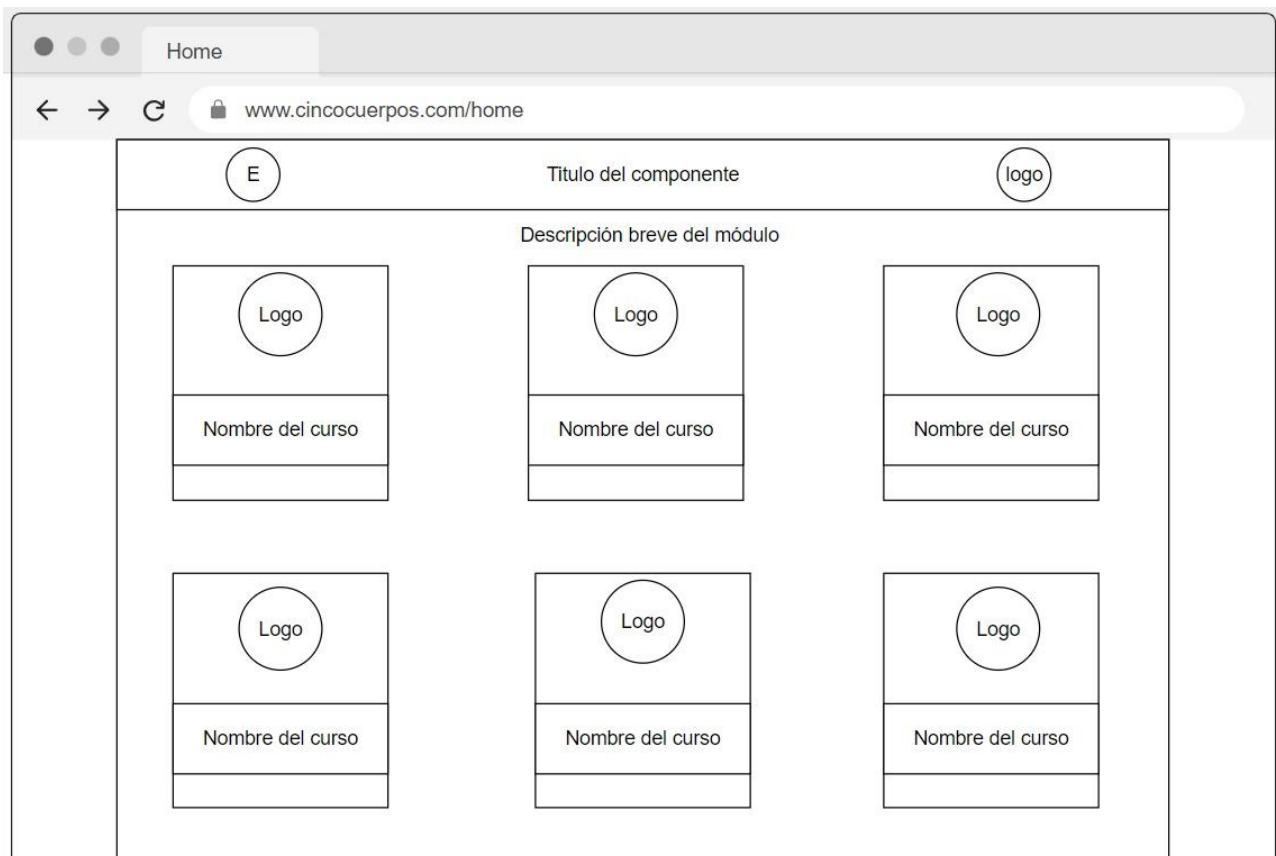 Home
www.cincocuerpos.com/home
E
Titulo del componente
logo
Descripción breve del módulo
Logo
Logo
Logo
Nombre del curso
Nombre del curso
Nombre del curso
Logo
Logo
Logo
Nombre del curso
Nombre del curso
Nombre del curso